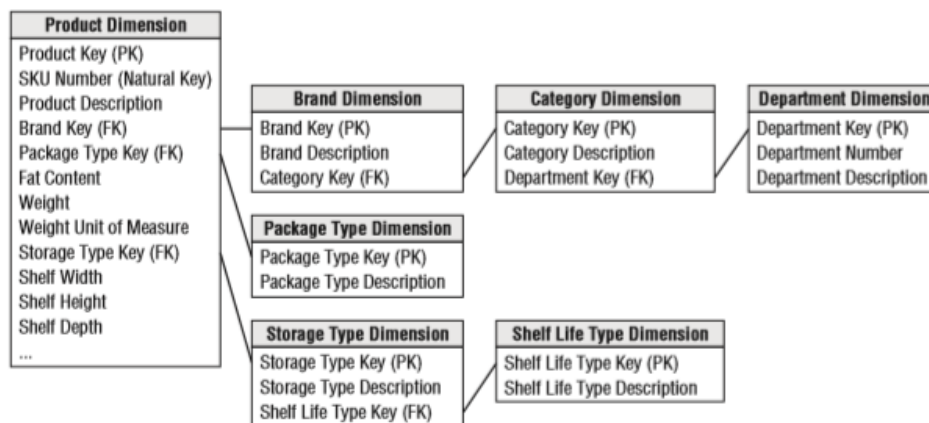 Product Dimension
Product Key (PK)
SKU Number (Natural Key)
Product Description
Brand Key (FK)
Package Type Key (FK)
Fat Content
Weight
Weight Unit of Measure
Storage Type Key (FK)
Shelf Width
Shelf Height
Shelf Depth
...
Brand Dimension
Brand Key (PK)
Brand Description
Category Key (FK)
Category Dimension
Category Key (PK)
Category Description
Department Key (FK)
Department Dimension
Department Key (PK)
Department Number
Department Description
Package Type Dimension
Package Type Key (PK)
Package Type Description
Storage Type Dimension
Storage Type Key (PK)
Storage Type Description
Shelf Life Type Key (FK)
Shelf Life Type Dimension
Shelf Life Type Key (PK)
Shelf Life Type Description